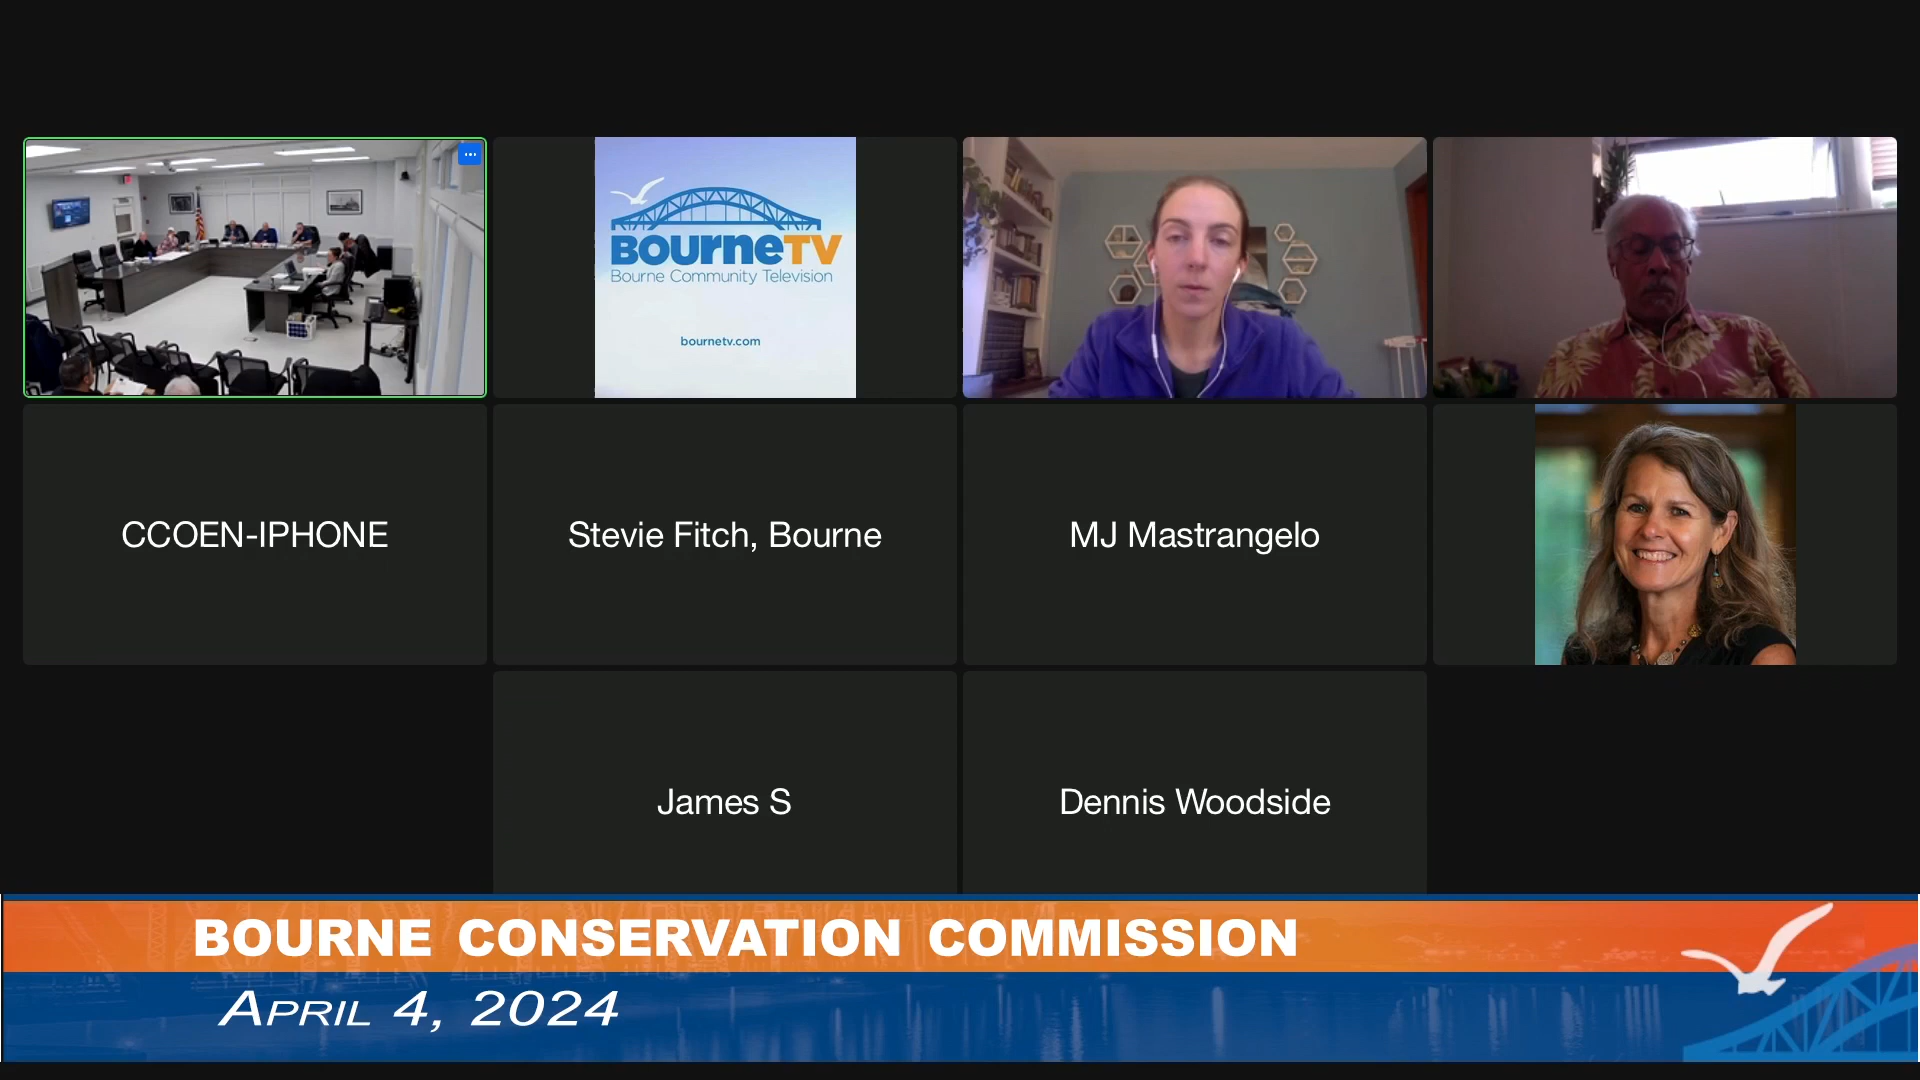 BOURNETV
Bourne Community Television
bournetv.com
CCOEN-IPHONE
Stevie Fitch, Bourne
MJ Mastrangelo
James S
Dennis Woodside
BOURNE CONSERVATION COMMISSION
APRIL 4, 2024